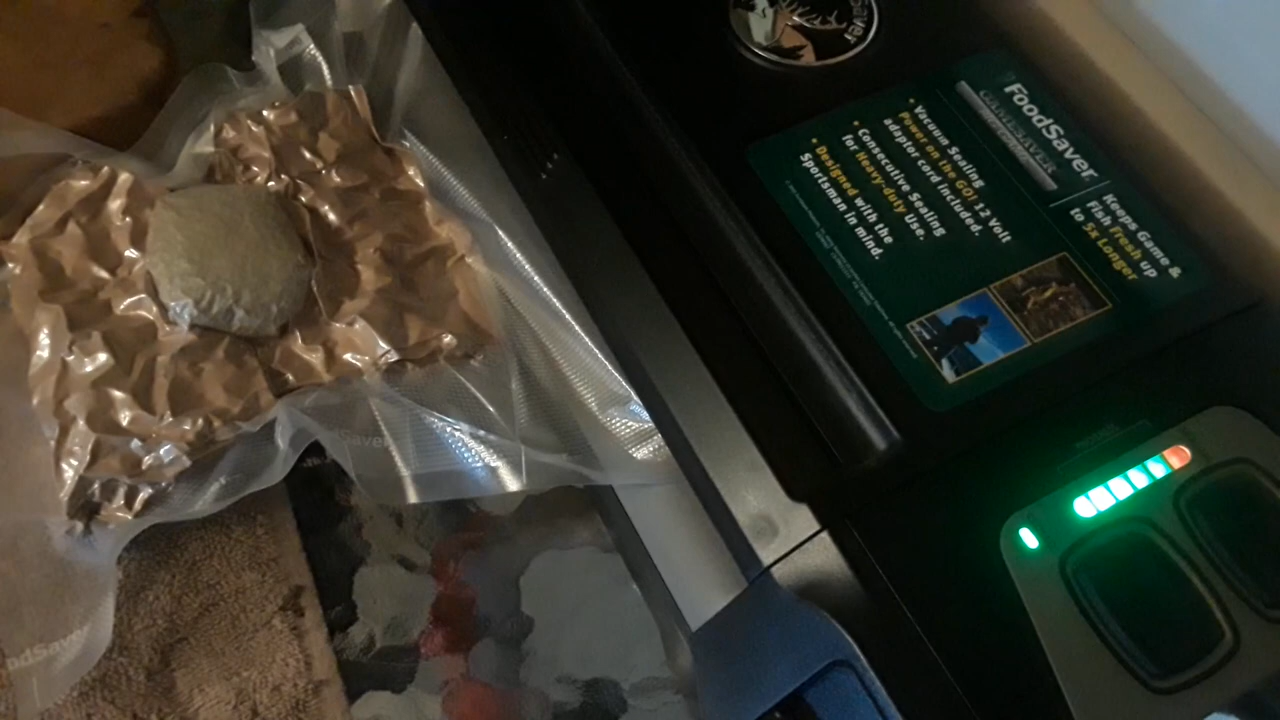 FoodSaver
GAMESAVER
Keeps Game &
Fish Fresh up
to 5x Longer
• Vacuum Sealing
Power on the GO! 12 Volt
adaptor cord included.
• Consecutive Sealing
for Heavy-duty Use.
• Designed with the
Sportsman in mind.